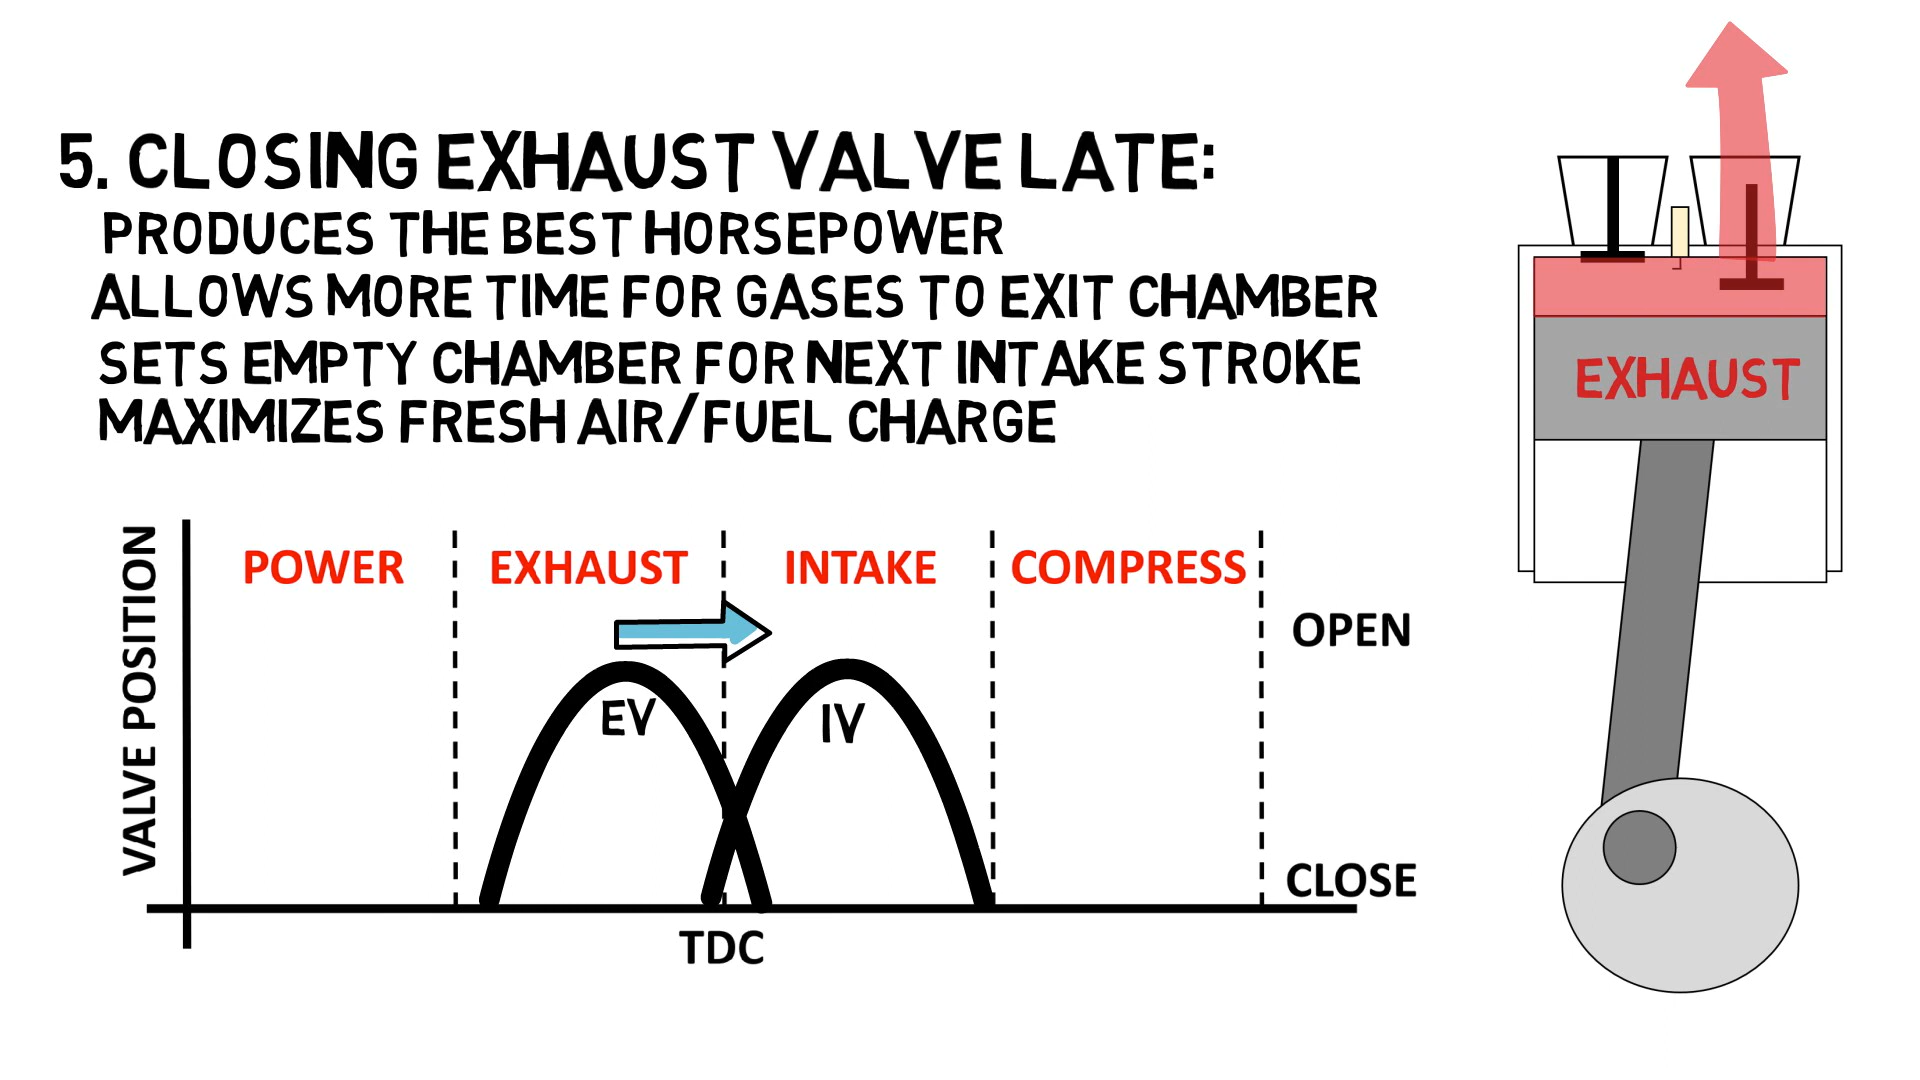 5. CLOSING EXHAUST VALVE LATE:
PRODUCES THE BEST HORSEPOWER
ALLOWS MORE TIME FOR GASES TO EXIT CHAMBER
SETS EMPTY CHAMBER FOR NEXT INTAKE STROKE
MAXIMIZES FRESH AIR/FUEL CHARGE
EXHAUST
VALVE POSITION
POWER
EXHAUST
INTAKE
COMPRESS
OPEN
EV
IV
CLOSE
TDC